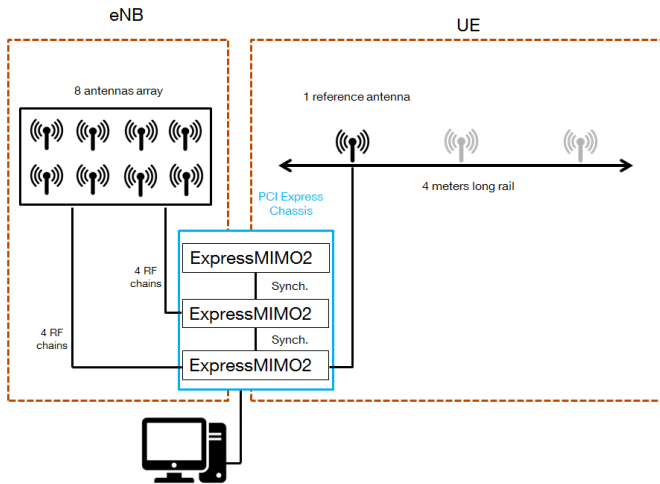 eNB
UE
8 antennas array
1 reference antenna
4 meters long rail
PCI Express
Chassis
ExpressMIMO2
4 RF
chains
Synch.
ExpressMIMO2
4 RF
chains
Synch.
ExpressMIMO2